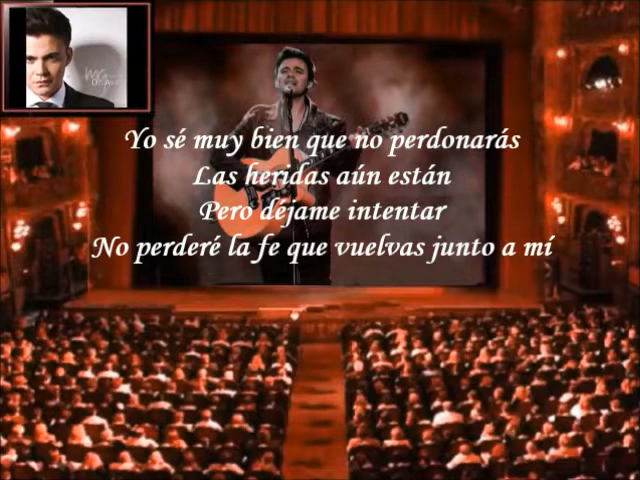 Yo sé muy bien que no perdonarás
Las heridas aún están
Pero déjame intentar
No perderé la fe que vuelvas junto a mí